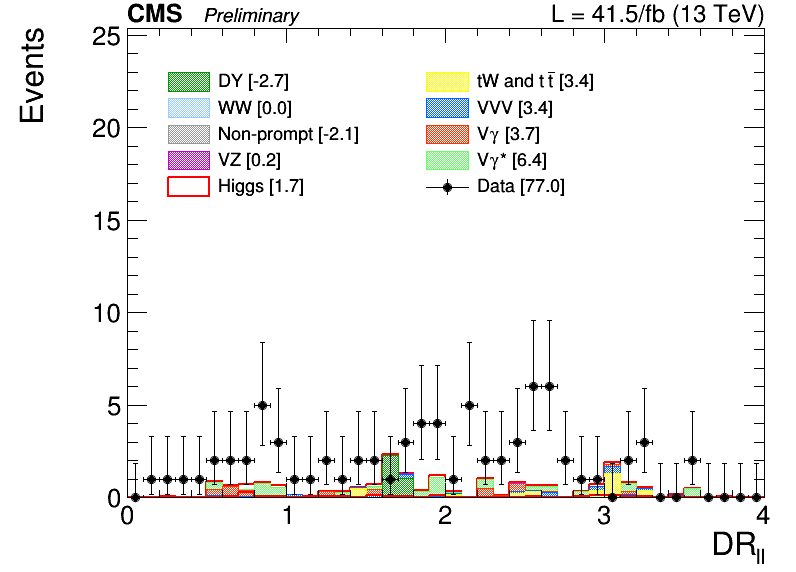 CMS Preliminary L = 41.5/fb (13 TeV)
Events
25
20
15
10
5
0
DY [-2.7]
WW [0.0]
Non-prompt [-2.1]
VZ [0.2]
Higgs [1.7]
tW and tt̅ [3.4]
VVV [3.4]
Vγ [3.7]
Vγ* [6.4]
Data [77.0]
0 1 2 3 4
DR_ll